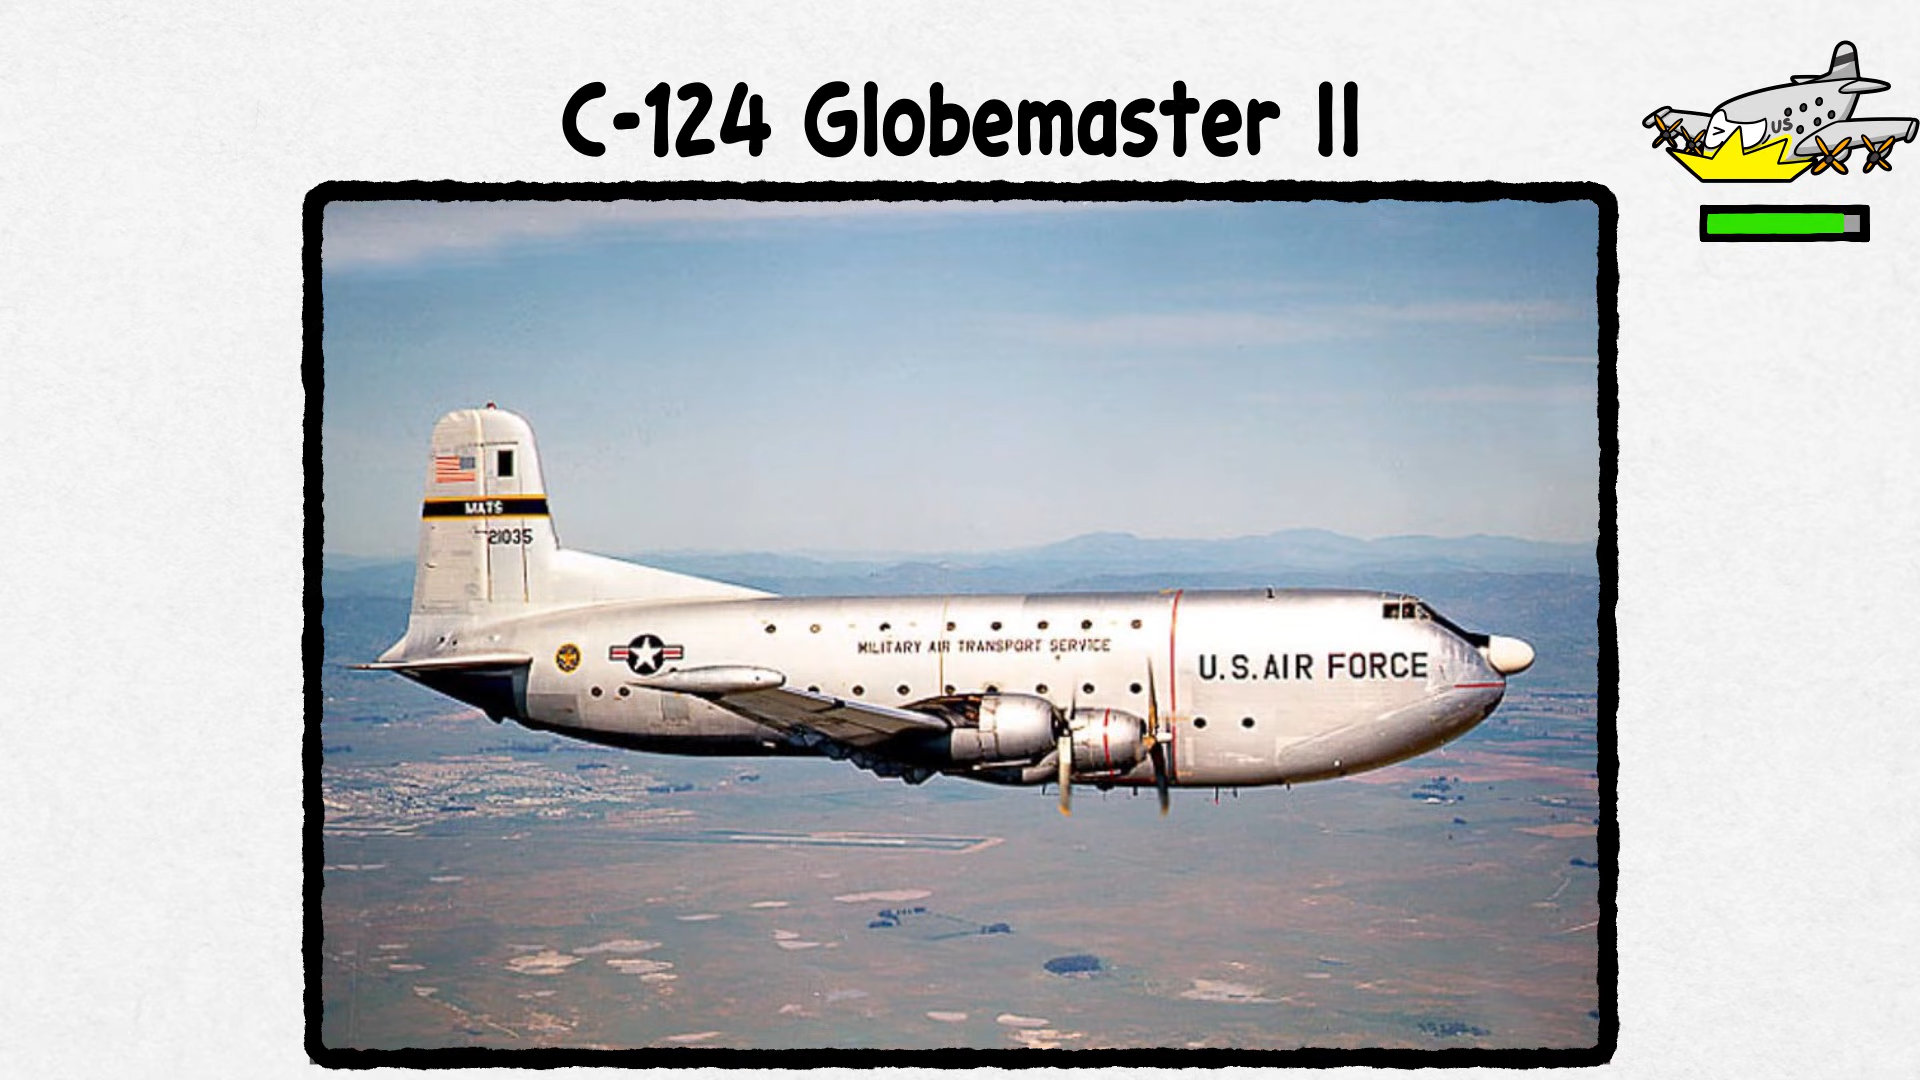 C-124 Globemaster II
US
MATS
21035
MILITARY AIR TRANSPORT SERVICE
U.S. AIR FORCE